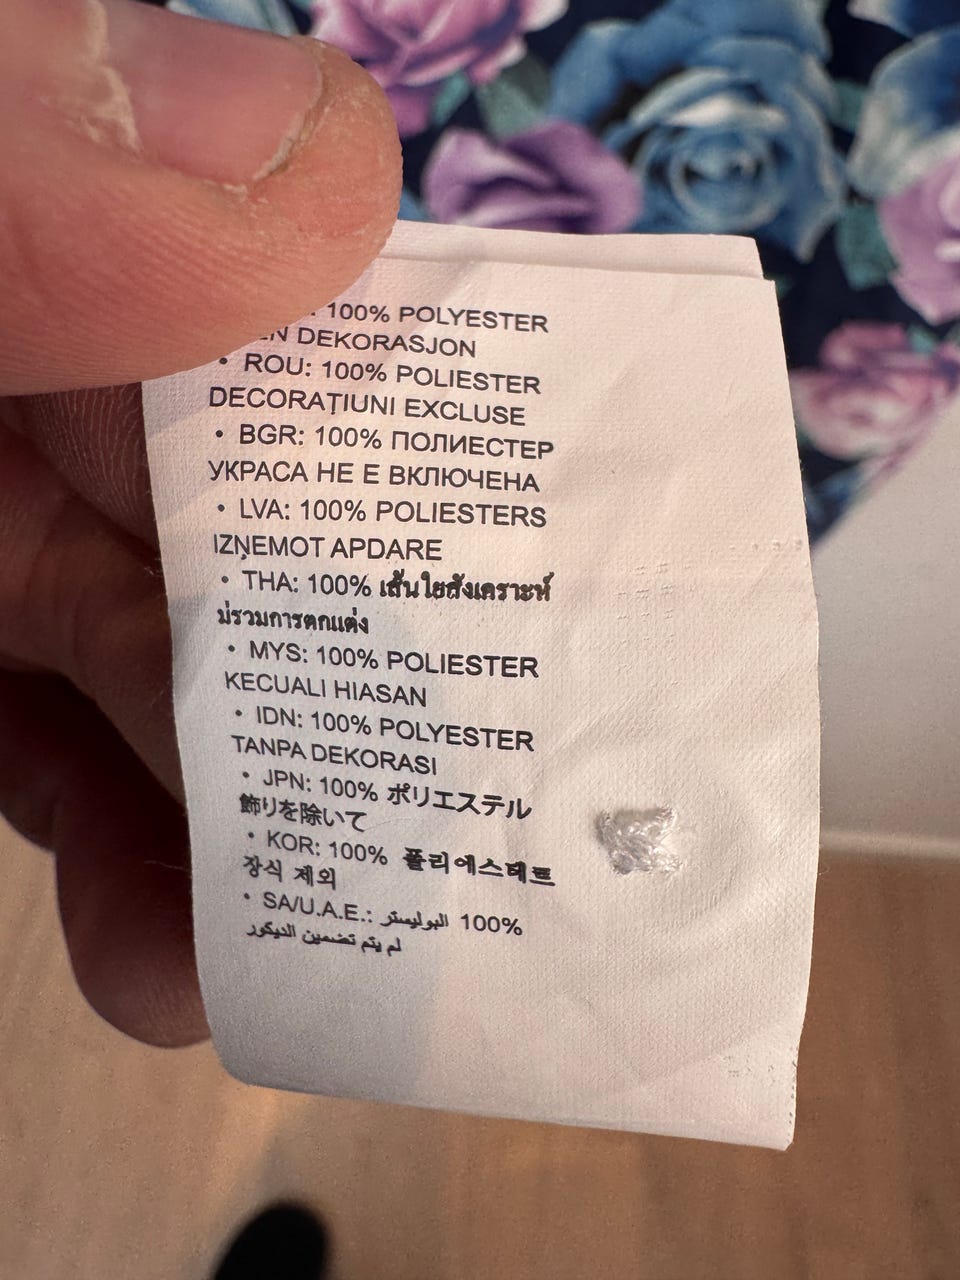 : 100% POLYESTER
DEKORASJON
• ROU: 100% POLIESTER
DECORAȚIUNI EXCLUSE
• BGR: 100% ПОЛИЕСТЕР
УКРАСА НЕ Е ВКЛЮЧЕНА
• LVA: 100% POLIESTERS
IZŅEMOT APDARE
• THA: 100% เส้นใยสังเคราะห์
ม่รวมการตกแต่ง
• MYS: 100% POLIESTER
KECUALI HIASAN
• IDN: 100% POLYESTER
TANPA DEKORASI
• JPN: 100% ポリエステル
飾りを除いて
• KOR: 100% 폴리에스테르
장식 제외
• SA/U.A.E.: البوليستر 100%
لم يتم تضمين الديكور